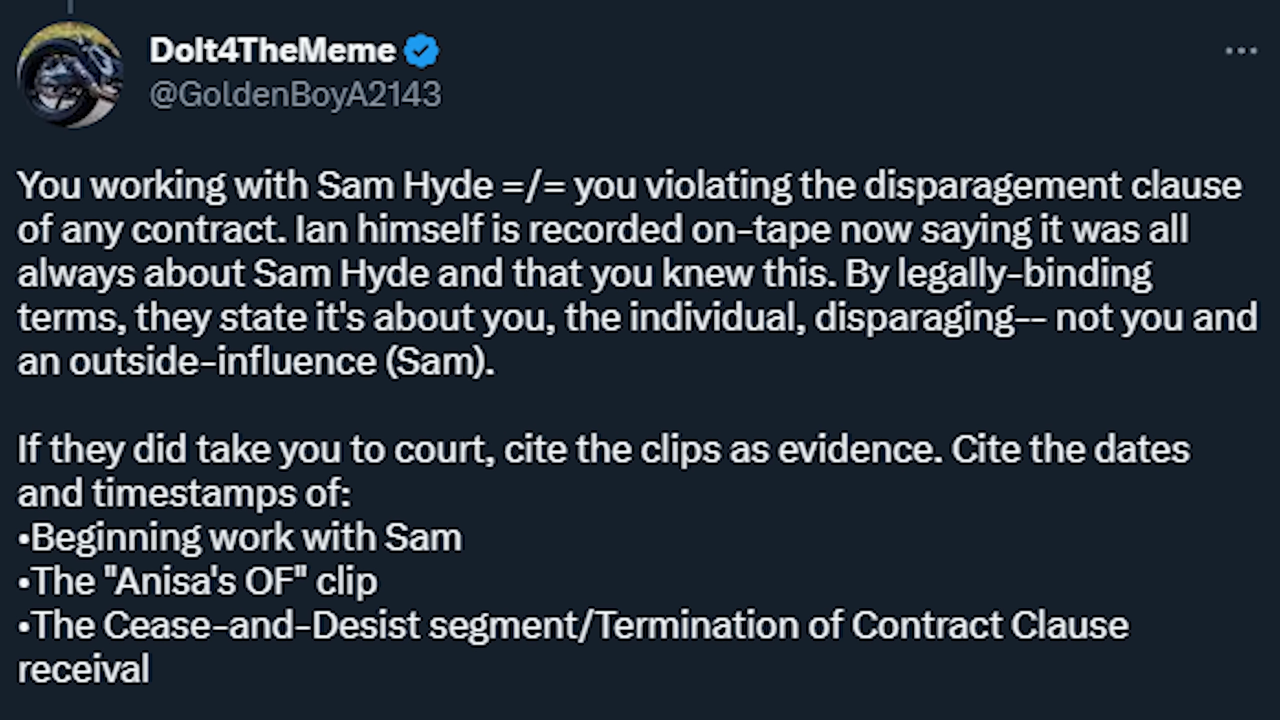 DoIt4TheMeme
@GoldenBoyA2143
You working with Sam Hyde =/= you violating the disparagement clause
of any contract. Ian himself is recorded on-tape now saying it was all
always about Sam Hyde and that you knew this. By legally-binding
terms, they state it's about you, the individual, disparaging-- not you and
an outside-influence (Sam).
If they did take you to court, cite the clips as evidence. Cite the dates
and timestamps of:
•Beginning work with Sam
•The "Anisa's OF" clip
•The Cease-and-Desist segment/Termination of Contract Clause
receival